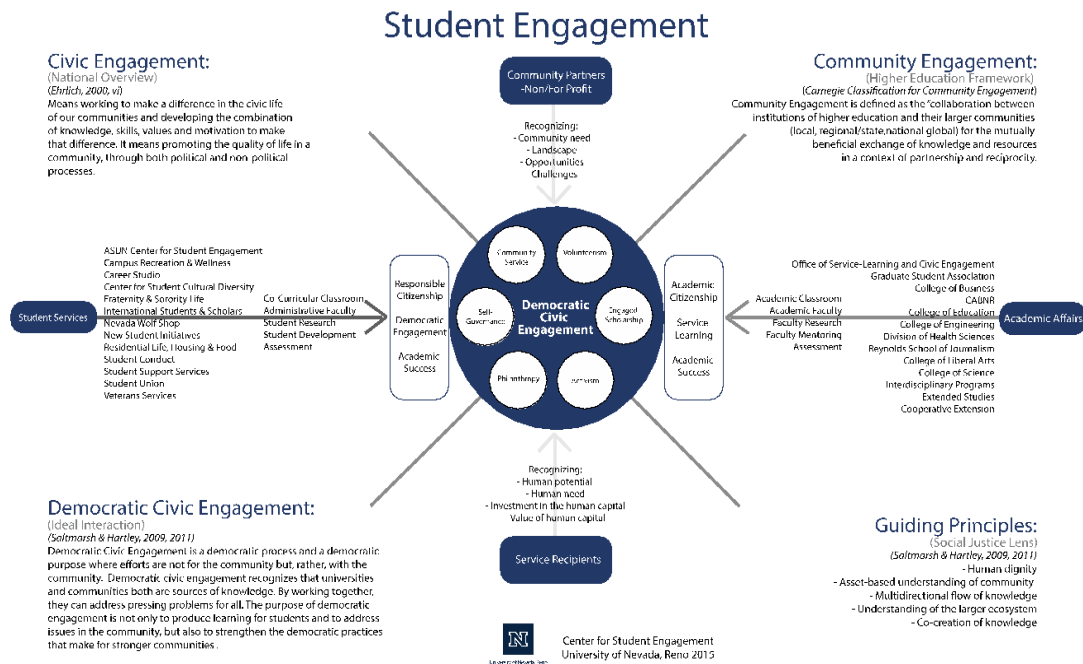 Student Engagement
Civic Engagement:
(National Overview)
(Ehrlich, 2000, vi)
Means working to make a difference in the civic life
of our communities and developing the combination
of knowledge, skills, values and motivation to make
that difference. It means promoting the quality of life in a
community, through both political and non political
processes.
Community Partners
-Non/For Profit
Recognizing:
- Community need
- Landscape
- Opportunities
Challenges
Community Engagement:
(Higher Education Framework)
(Carnegie Classification for Community Engagement)
Community Engagement is defined as the "collaboration between
institutions of higher education and their larger communities
(local, regional/state,national global) for the mutually
beneficial exchange of knowledge and resources
in a context of partnership and reciprocity.
Student Services
ASUN Center for Student Engagement
Campus Recreation & Wellness
Career Studio
Center for Student Cultural Diversity
Fraternity & Sorority Life
International Students & Scholars
Nevada Wolf Shop
New Student Initiatives
Residential Life, Housing & Food
Student Conduct
Student Support Services
Student Union
Veterans Services
Co-Curricular Classroom
Administrative Faculty
Student Research
Student Development
Assessment
Responsible
Citizenship
Democratic
Engagement
Academic
Success
Community
Service
Volunteerism
Self-
Governance
Democratic
Civic
Engagement
Engaged
Scholarship
Philanthropy
Activism
Academic
Citizenship
Service
Learning
Academic
Success
Academic Classroom
Academic Faculty
Faculty Research
Faculty Mentoring
Assessment
Office of Service-Learning and Civic Engagement
Graduate Student Association
College of Business
CABNR
College of Education
College of Engineering
Division of Health Sciences
Reynolds School of Journalism
College of Liberal Arts
College of Science
Interdisciplinary Programs
Extended Studies
Cooperative Extension
Academic Affairs
Recognizing:
- Human potential
- Human need
- Investment in the human capital
Value of human capital
Service Recipients
Democratic Civic Engagement:
(Ideal Interaction)
(Saltmarsh & Hartley, 2009, 2011)
Democratic Civic Engagement is a democratic process and a democratic
purpose where efforts are not for the community but, rather, with the
community. Democratic civic engagement recognizes that universities
and communities both are sources of knowledge. By working together,
they can address pressing problems for all. The purpose of democratic
engagement is not only to produce learning for students and to address
issues in the community, but also to strengthen the democratic practices
that make for stronger communities .
Guiding Principles:
(Social Justice Lens)
(Saltmarsh & Hartley, 2009, 2011)
- Human dignity
- Asset-based understanding of community
- Multidirectional flow of knowledge
- Understanding of the larger ecosystem
- Co-creation of knowledge
N
University of Nevada, Reno
Center for Student Engagement
University of Nevada, Reno 2015